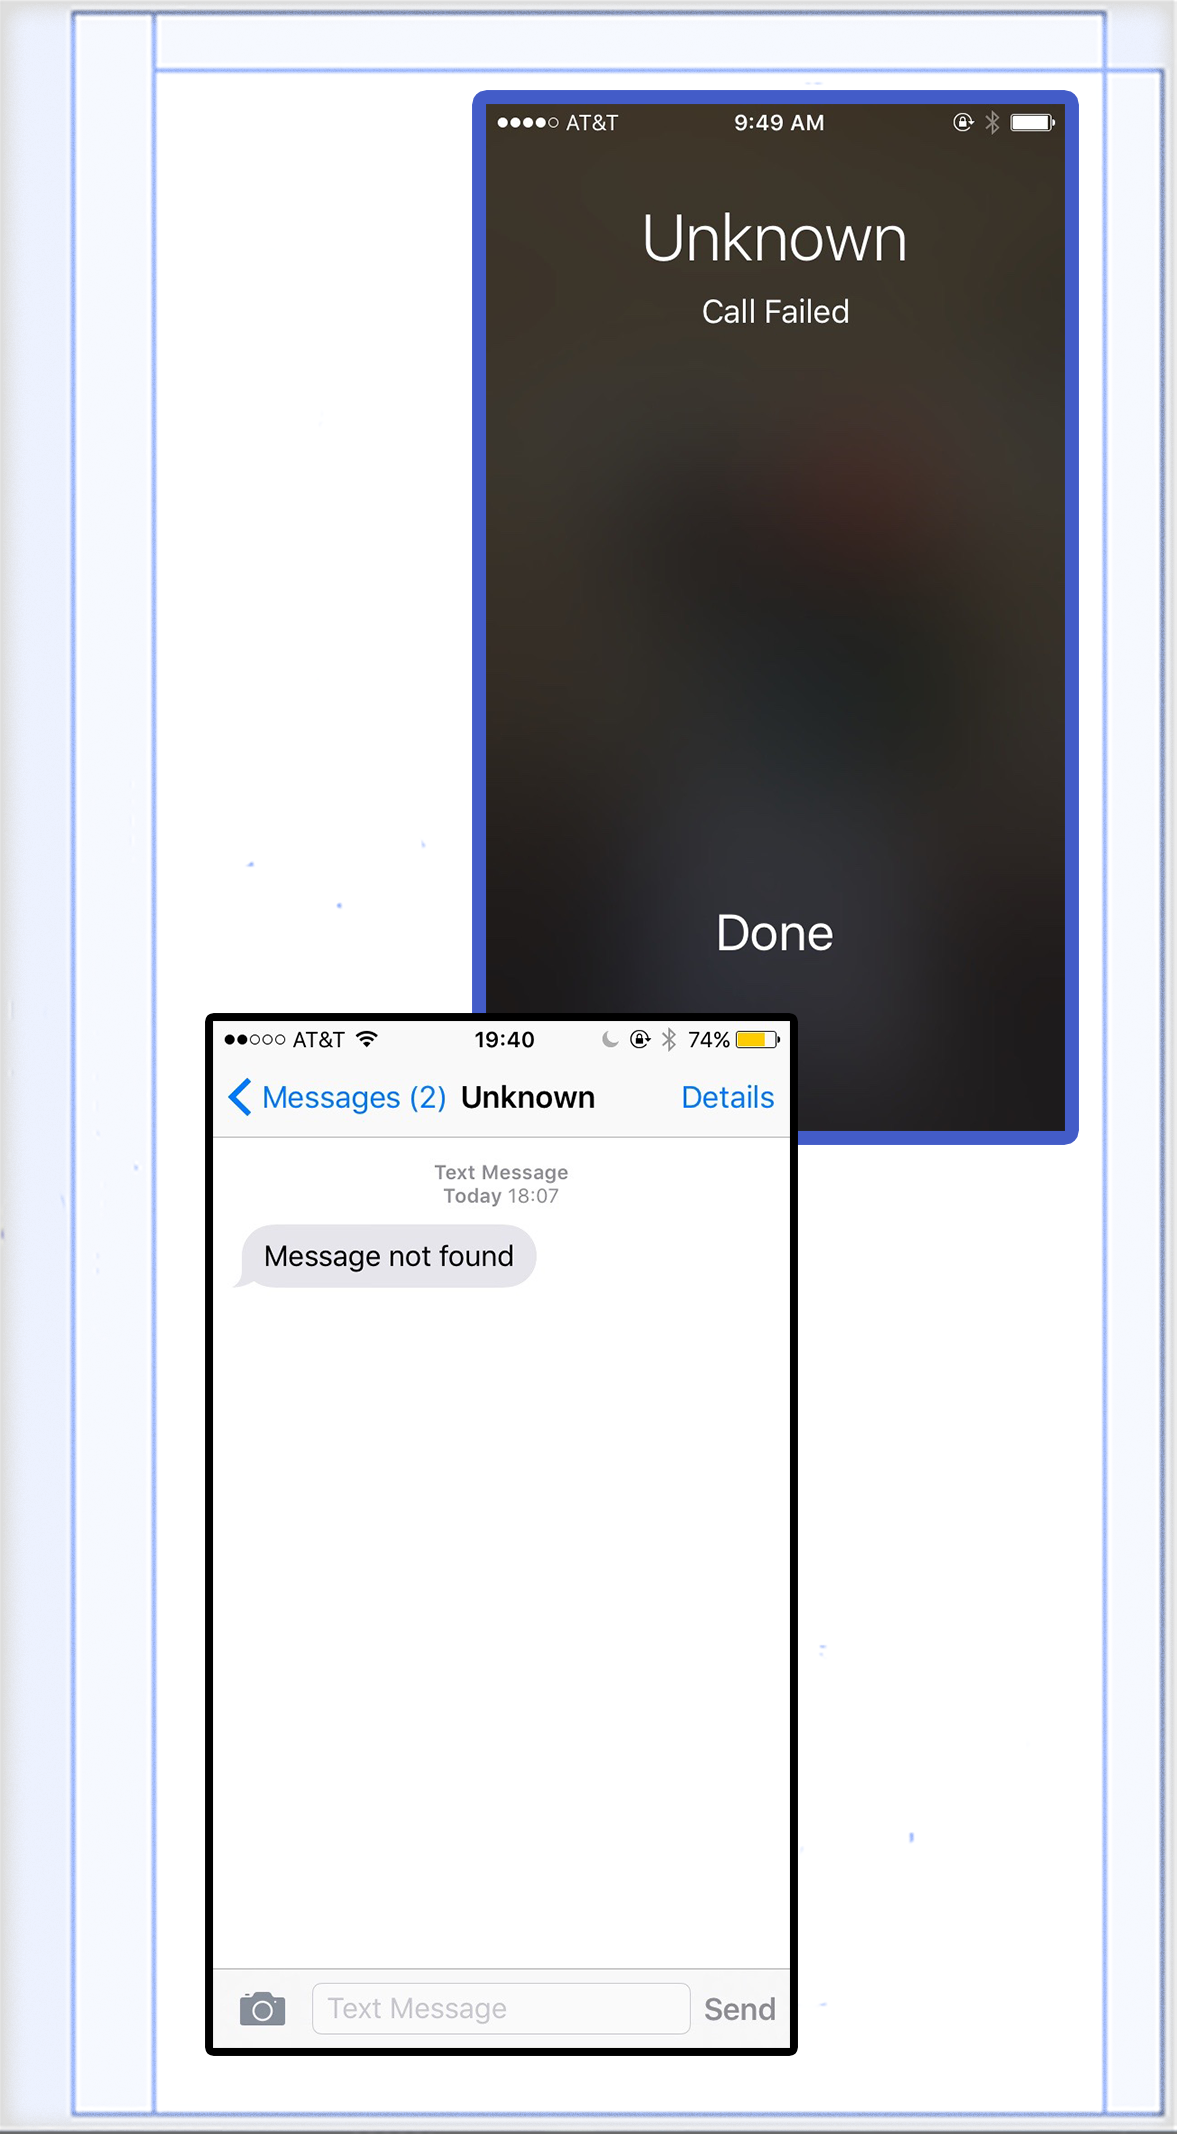 AT&T 9:49 AM
Unknown
Call Failed
Done
AT&T 19:40 74%
Messages (2) Unknown Details
Text Message
Today 18:07
Message not found
Text Message Send